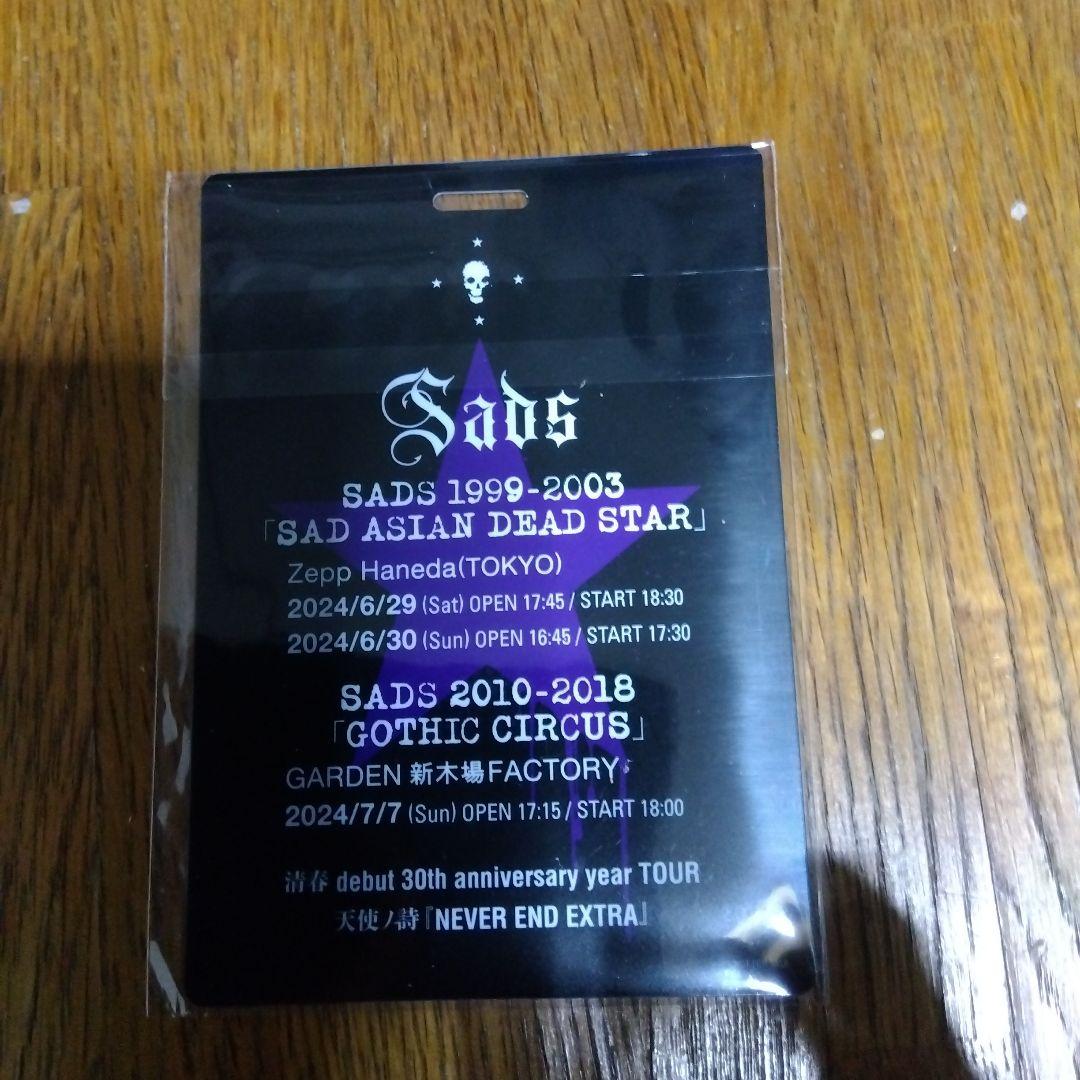 Sads
SADS 1999-2003
「SAD ASIAN DEAD STAR」
Zepp Haneda(TOKYO)
2024/6/29 (Sat) OPEN 17:45 / START 18:30
2024/6/30 (Sun) OPEN 16:45 / START 17:30
SADS 2010-2018
「GOTHIC CIRCUS」
GARDEN 新木場FACTORY
2024/7/7 (Sun) OPEN 17:15 / START 18:00
清春 debut 30th anniversary year TOUR
天使ノ詩『NEVER END EXTRA』